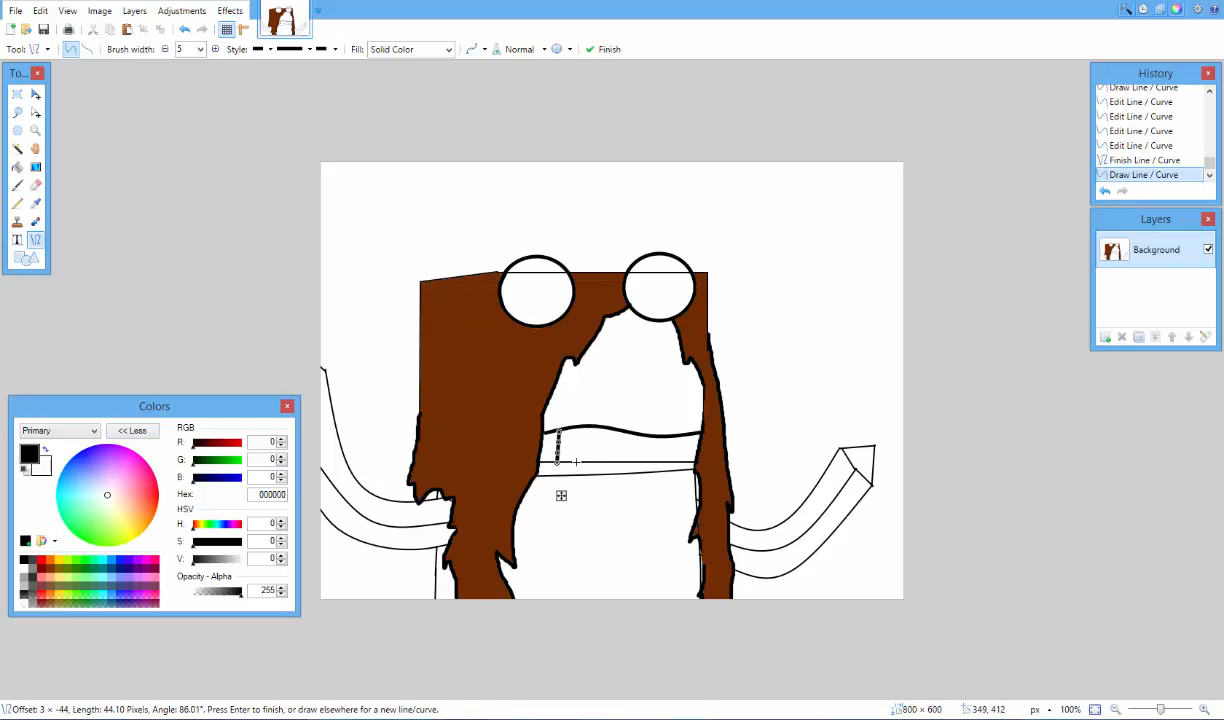 File Edit View Image Layers Adjustments Effects
Tool: Brush width: 5 Style: Fill: Solid Color Normal Finish
To...
History
Draw Line / Curve
Edit Line / Curve
Edit Line / Curve
Edit Line / Curve
Edit Line / Curve
Finish Line / Curve
Draw Line / Curve
Layers
Background
Colors
Primary << Less
RGB
R: 0
G: 0
B: 0
Hex: 000000
HSV
H: 0
S: 0
V: 0
Opacity - Alpha
255
Offset: 3 × -44, Length: 44.10 Pixels, Angle: 86.01°. Press Enter to finish, or draw elsewhere for a new line/curve. 800 × 600 349, 412 px 100%